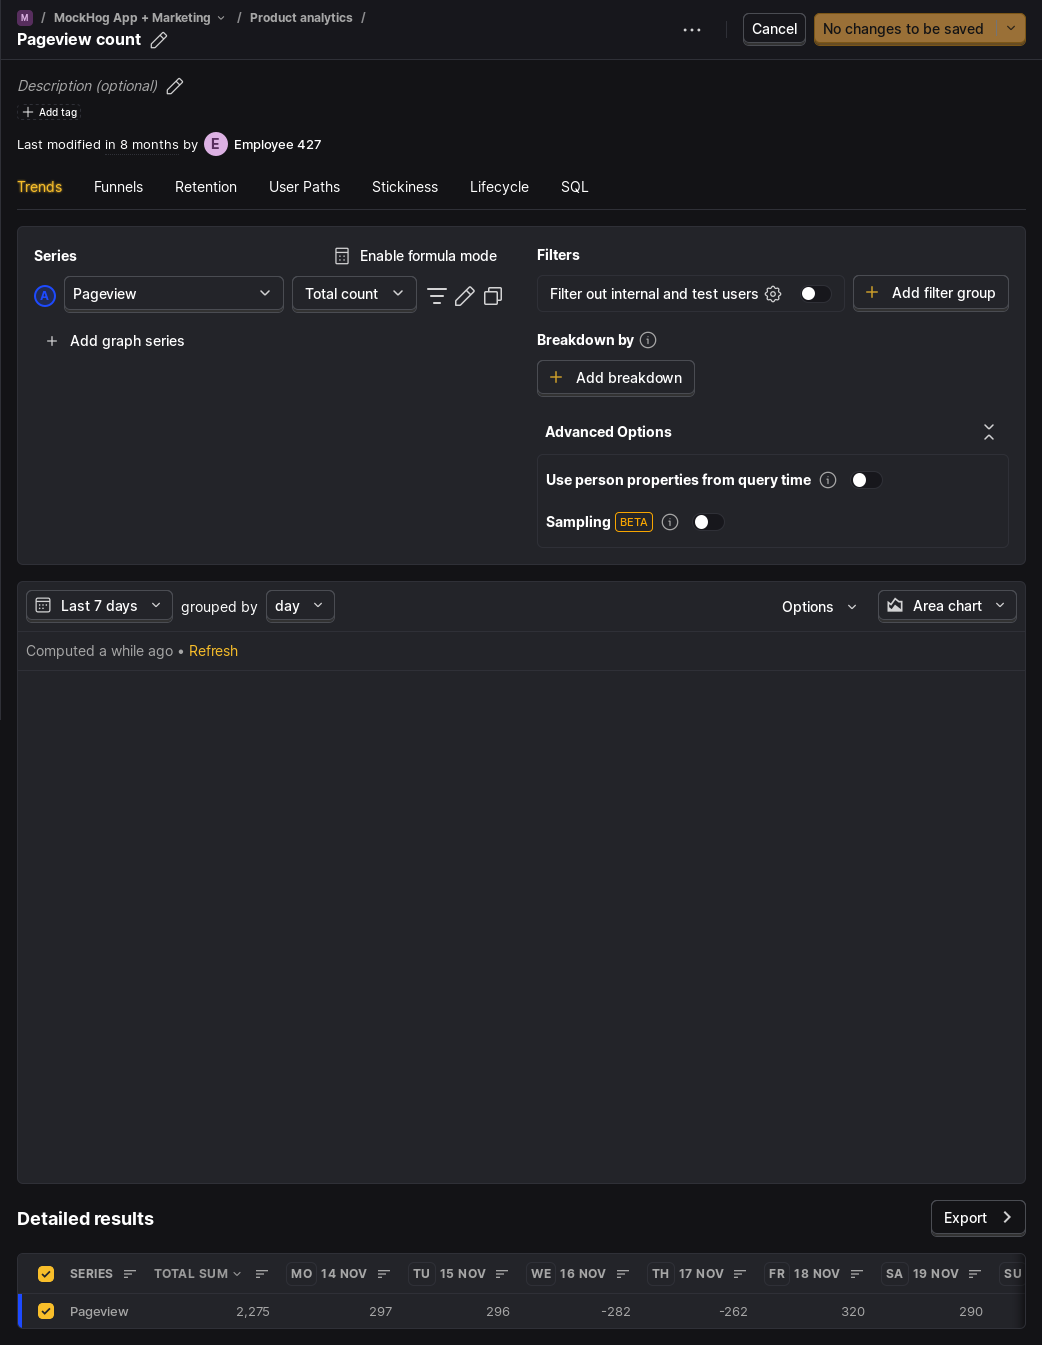 M / MockHog App + Marketing / Product analytics /
Pageview count
Cancel
No changes to be saved
Description (optional)
Add tag
Last modified in 8 months by E Employee 427
Trends Funnels Retention User Paths Stickiness Lifecycle SQL
Series
Enable formula mode
A Pageview Total count
Add graph series
Filters
Filter out internal and test users
Add filter group
Breakdown by
Add breakdown
Advanced Options
Use person properties from query time
Sampling BETA
Last 7 days grouped by day
Options
Area chart
Computed a while ago • Refresh
Detailed results
Export
SERIES TOTAL SUM MO 14 NOV TU 15 NOV WE 16 NOV TH 17 NOV FR 18 NOV SA 19 NOV SU
Pageview 2,275 297 296 -282 -262 320 290